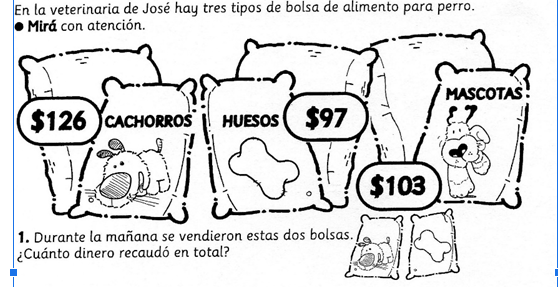 En la veterinaria de José hay tres tipos de bolsa de alimento para perro.
● Mirá con atención.
$126 CACHORROS HUESOS $97 MASCOTAS
$103
1. Durante la mañana se vendieron estas dos bolsas.
¿Cuánto dinero recaudó en total?